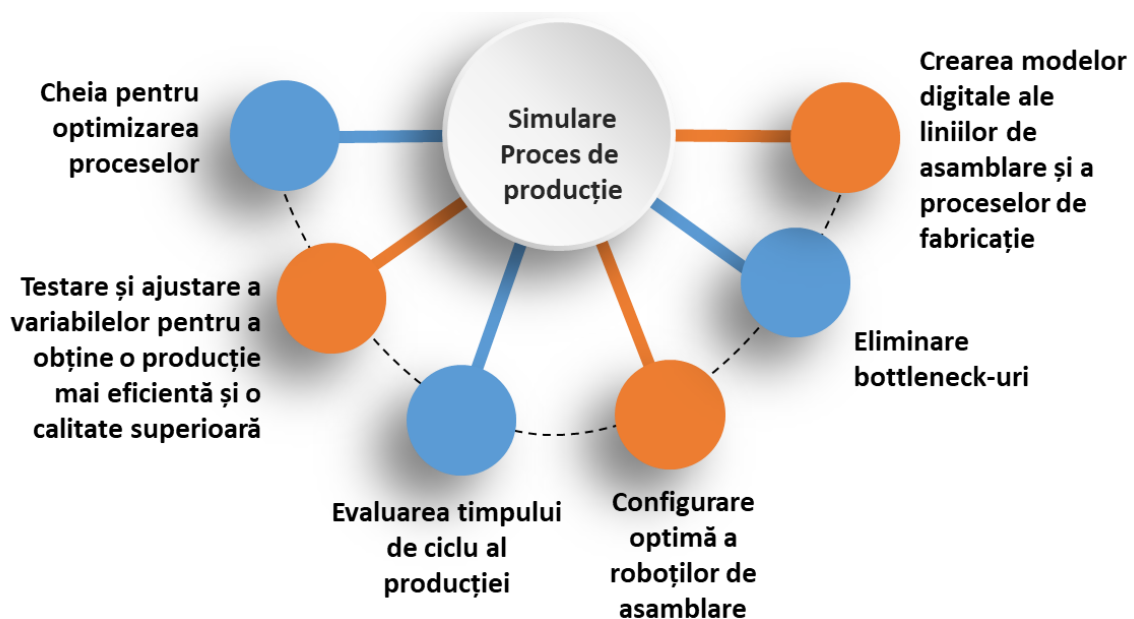 Simulare
Proces de
producție
Cheia pentru
optimizarea
proceselor
Testare și ajustare a
variabilelor pentru a
obține o producție
mai eficientă și o
calitate superioară
Evaluarea timpului
de ciclu al
producției
Configurare
optimă a
roboților de
asamblare
Eliminare
bottleneck-uri
Crearea modelor
digitale ale
liniilor de
asamblare și a
proceselor de
fabricație